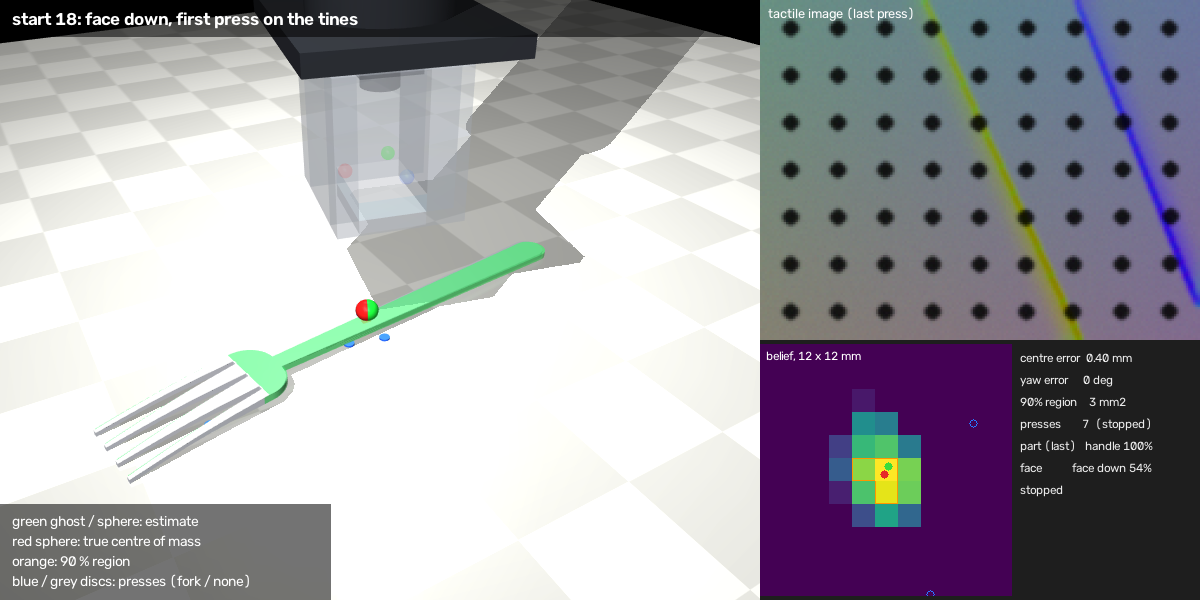 start 18: face down, first press on the tines
tactile image (last press)
belief, 12 x 12 mm
centre error 0.40 mm
yaw error 0 deg
90% region 3 mm2
presses 7 (stopped)
part (last) handle 100%
face face down 54%
stopped
green ghost / sphere: estimate
red sphere: true centre of mass
orange: 90 % region
blue / grey discs: presses (fork / none)